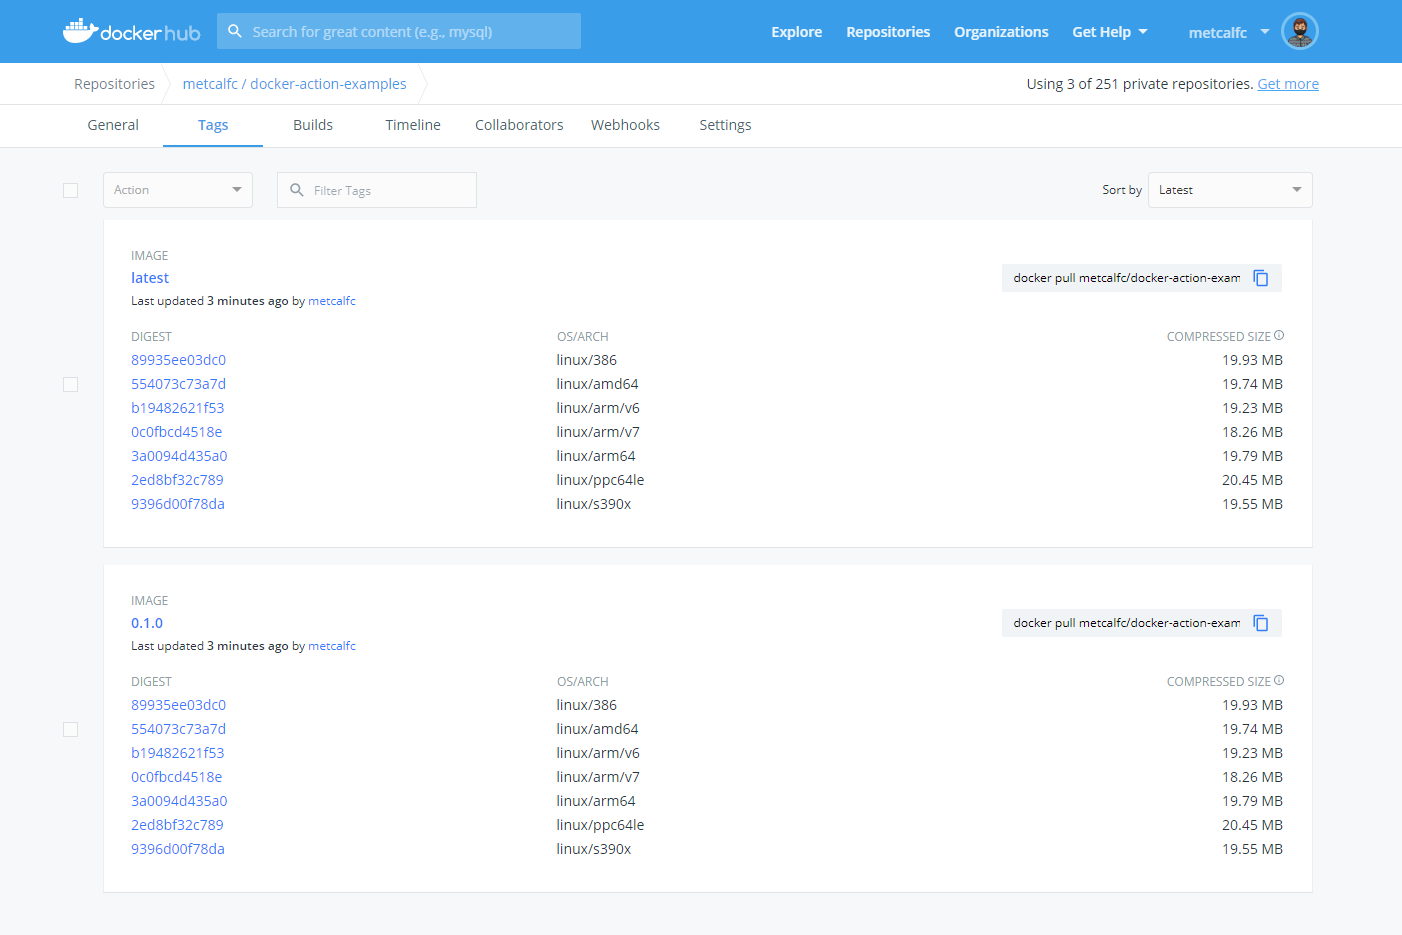 docker hub
Search for great content (e.g., mysql)
Explore Repositories Organizations Get Help metcalfc
Repositories metcalfc / docker-action-examples Using 3 of 251 private repositories. Get more
General Tags Builds Timeline Collaborators Webhooks Settings
Action Filter Tags Sort by Latest
IMAGE
latest
docker pull metcalfc/docker-action-exam
Last updated 3 minutes ago by metcalfc
DIGEST OS/ARCH COMPRESSED SIZE
89935ee03dc0 linux/386 19.93 MB
554073c73a7d linux/amd64 19.74 MB
b19482621f53 linux/arm/v6 19.23 MB
0c0fbcd4518e linux/arm/v7 18.26 MB
3a0094d435a0 linux/arm64 19.79 MB
2ed8bf32c789 linux/ppc64le 20.45 MB
9396d00f78da linux/s390x 19.55 MB
IMAGE
0.1.0
docker pull metcalfc/docker-action-exam
Last updated 3 minutes ago by metcalfc
DIGEST OS/ARCH COMPRESSED SIZE
89935ee03dc0 linux/386 19.93 MB
554073c73a7d linux/amd64 19.74 MB
b19482621f53 linux/arm/v6 19.23 MB
0c0fbcd4518e linux/arm/v7 18.26 MB
3a0094d435a0 linux/arm64 19.79 MB
2ed8bf32c789 linux/ppc64le 20.45 MB
9396d00f78da linux/s390x 19.55 MB